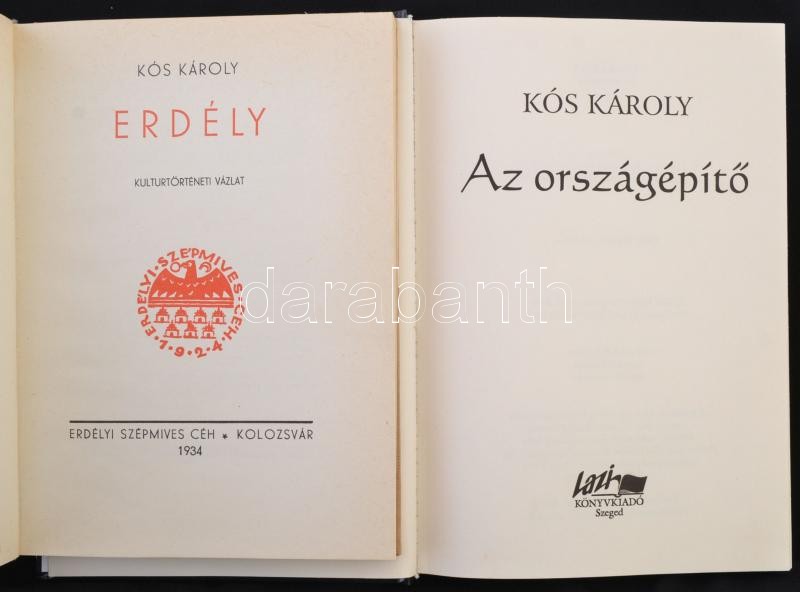 KÓS KÁROLY
ERDÉLY
KULTURTÖRTÉNETI VÁZLAT
ERDÉLYI · SZÉPMIVES · CÉH · 1924 ·
ERDÉLYI SZÉPMIVES CÉH ★ KOLOZSVÁR
1934
KÓS KÁROLY
Az országépítő
Lazi
KÖNYVKIADÓ
Szeged
darabanth